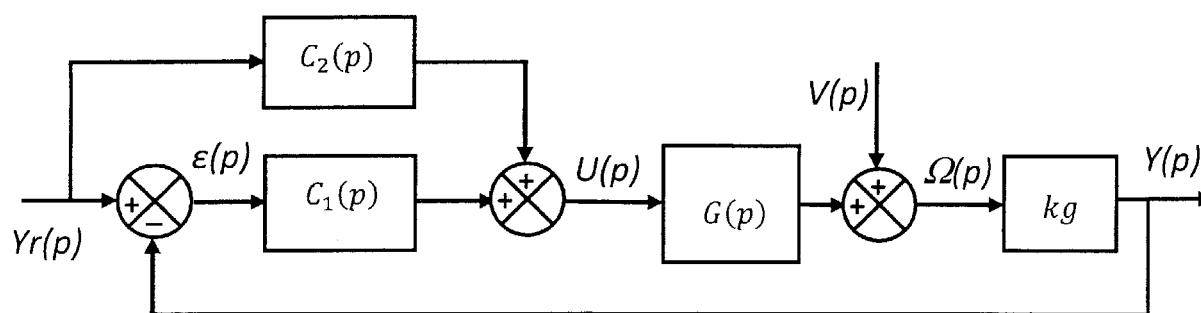 C₂(p)
V(p)
ε(p)
C₁(p)
+
+
U(p)
G(p)
+
+
Ω(p)
kg
Y(p)
+
−
Yr(p)